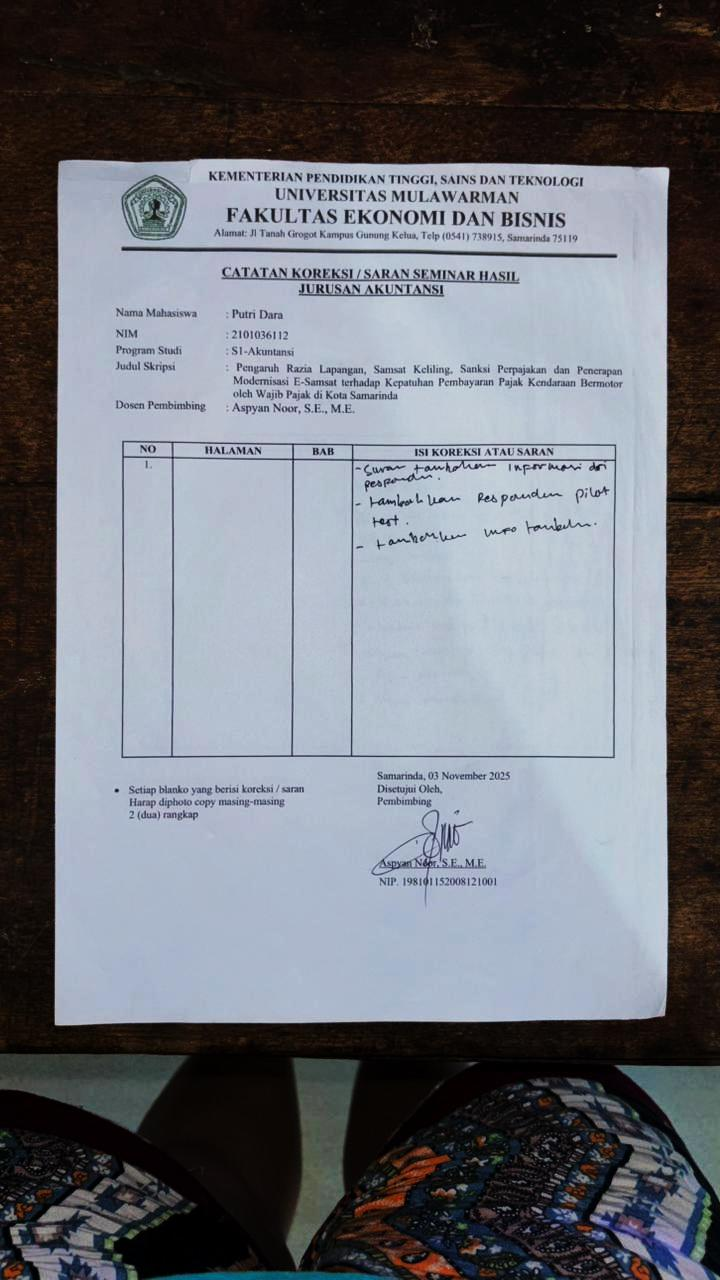 KEMENTERIAN PENDIDIKAN TINGGI, SAINS DAN TEKNOLOGI
UNIVERSITAS MULAWARMAN
FAKULTAS EKONOMI DAN BISNIS
Alamat: Jl Tanah Grogot Kampus Gunung Kelua, Telp (0541) 738915, Samarinda 75119
CATATAN KOREKSI / SARAN SEMINAR HASIL
JURUSAN AKUNTANSI
Nama Mahasiswa : Putri Dara
NIM : 2101036112
Program Studi : S1-Akuntansi
Judul Skripsi : Pengaruh Razia Lapangan, Samsat Keliling, Sanksi Perpajakan dan Penerapan
Modernisasi E-Samsat terhadap Kepatuhan Pembayaran Pajak Kendaraan Bermotor
oleh Wajib Pajak di Kota Samarinda
Dosen Pembimbing : Aspyan Noor, S.E., M.E.
NO HALAMAN BAB ISI KOREKSI ATAU SARAN
1. - Saran tambahan Informasi dri
responden.
- tambahkan Responden pilot
test.
- tambahkan info
Samarinda, 03 November 2025
• Setiap blanko yang berisi koreksi / saran Disetujui Oleh,
Harap diphoto copy masing-masing Pembimbing,
2 (dua) rangkap
Aspyan Noor, S.E., M.E.
NIP. 198101152008121001